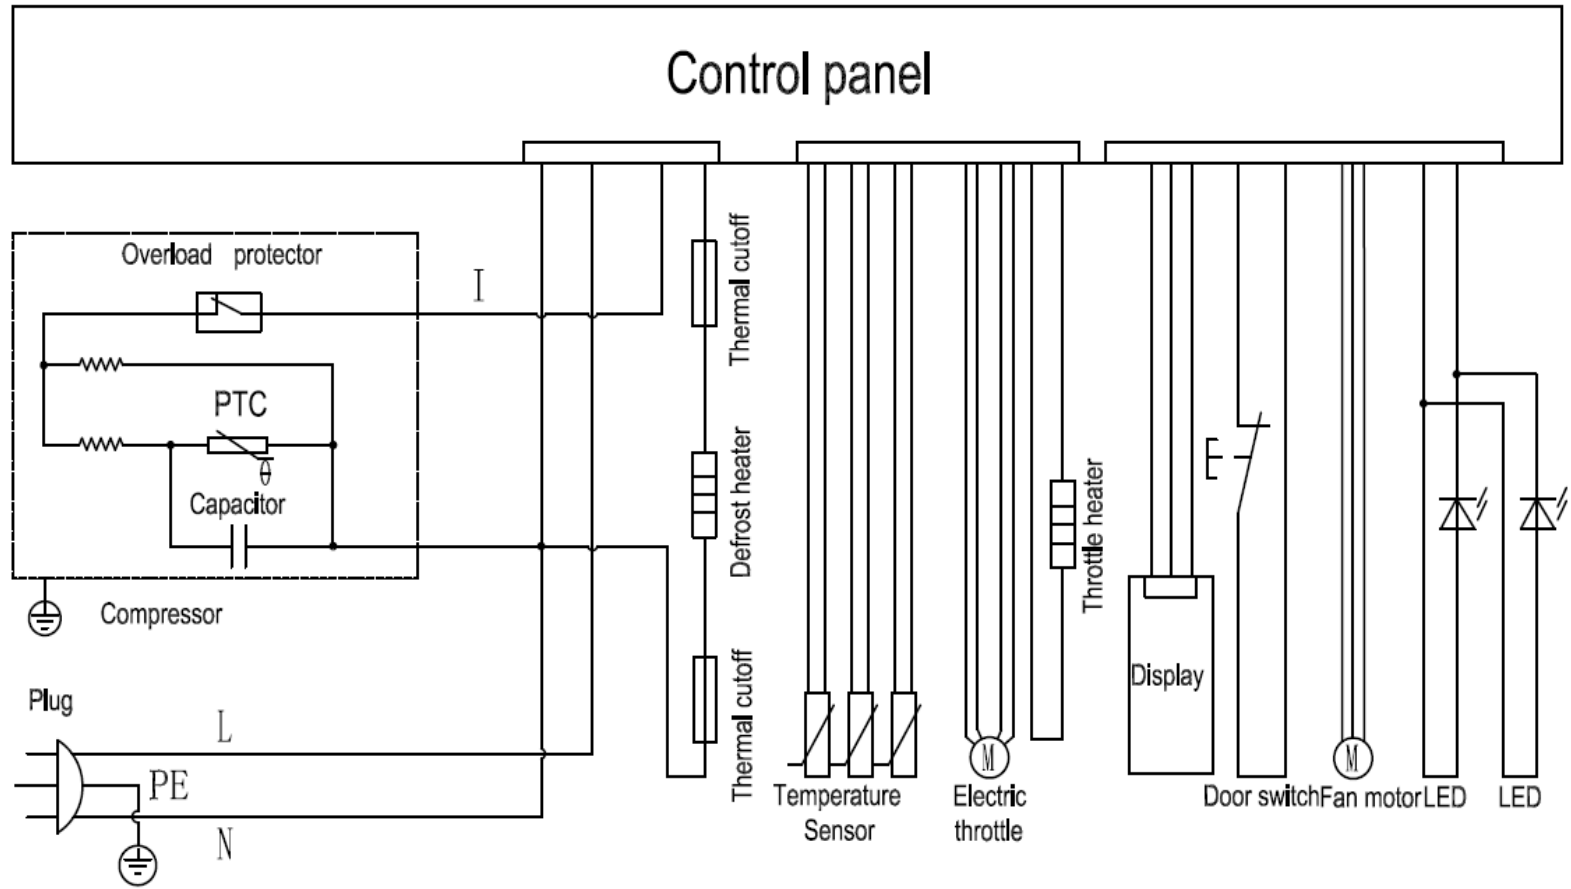 Control panel
Overload protector
I
Thermal cutoff
PTC
Capacitor
Defrost heater
Throttle heater
Compressor
Display
Plug
L
Thermal cutoff
PE
M
M
Temperature
Sensor
Electric
throttle
Door switch
Fan motor
LED
LED
N